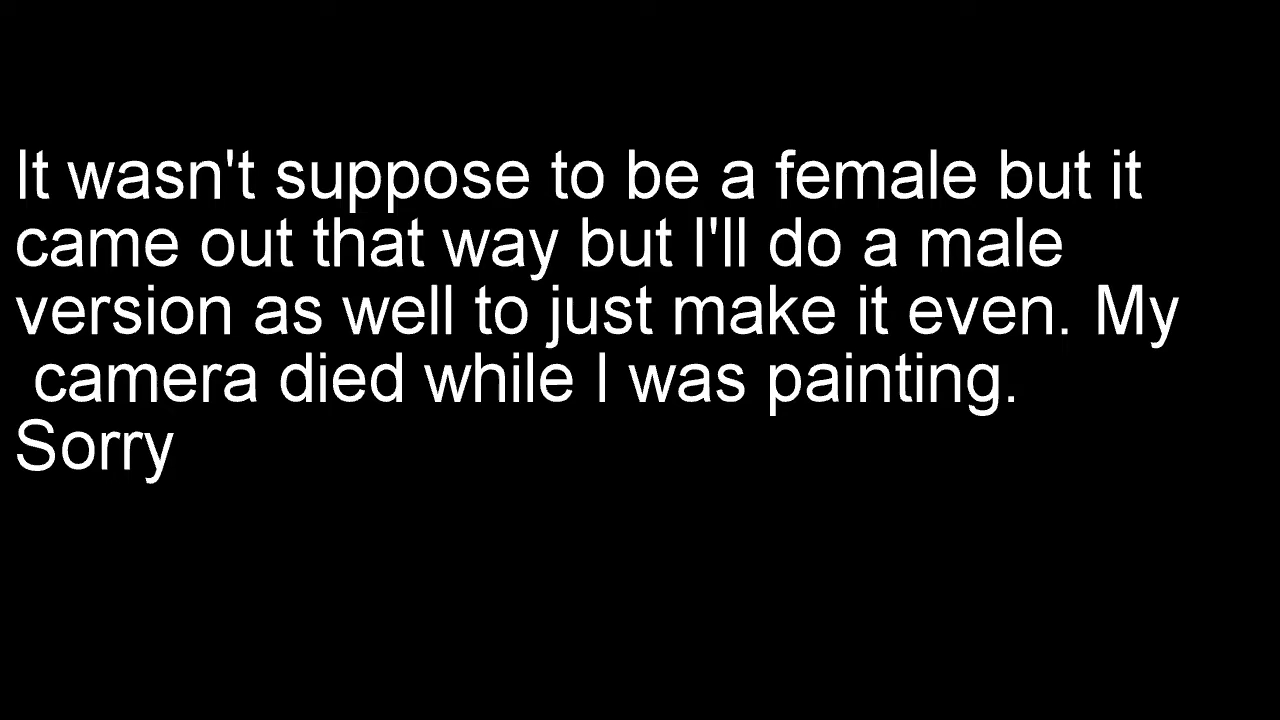 It wasn't suppose to be a female but it
came out that way but I'll do a male
version as well to just make it even. My
camera died while I was painting.
Sorry